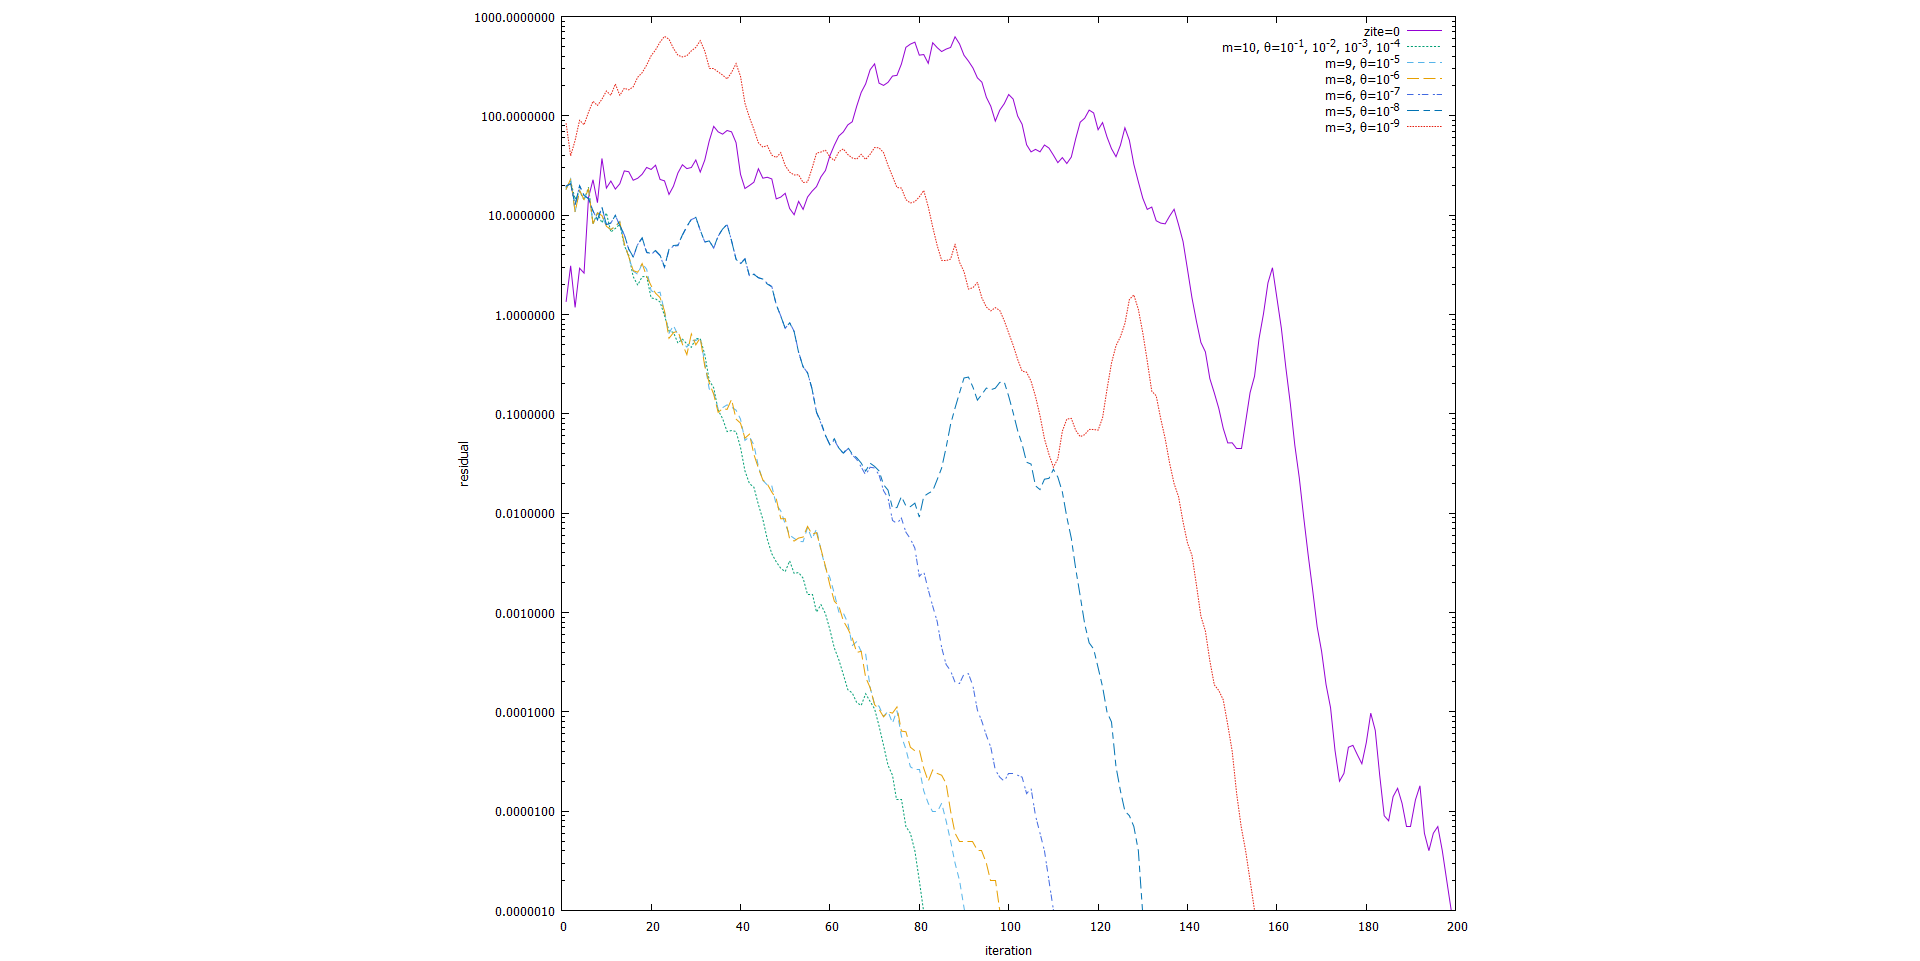 1000.0000000
100.0000000
10.0000000
1.0000000
0.1000000
0.0100000
0.0010000
0.0001000
0.0000100
0.0000010
residual
zite=0
m=10, θ=10⁻¹, 10⁻², 10⁻³, 10⁻⁴
m=9, θ=10⁻⁵
m=8, θ=10⁻⁶
m=6, θ=10⁻⁷
m=5, θ=10⁻⁸
m=3, θ=10⁻⁹
0 20 40 60 80 100 120 140 160 180 200
iteration